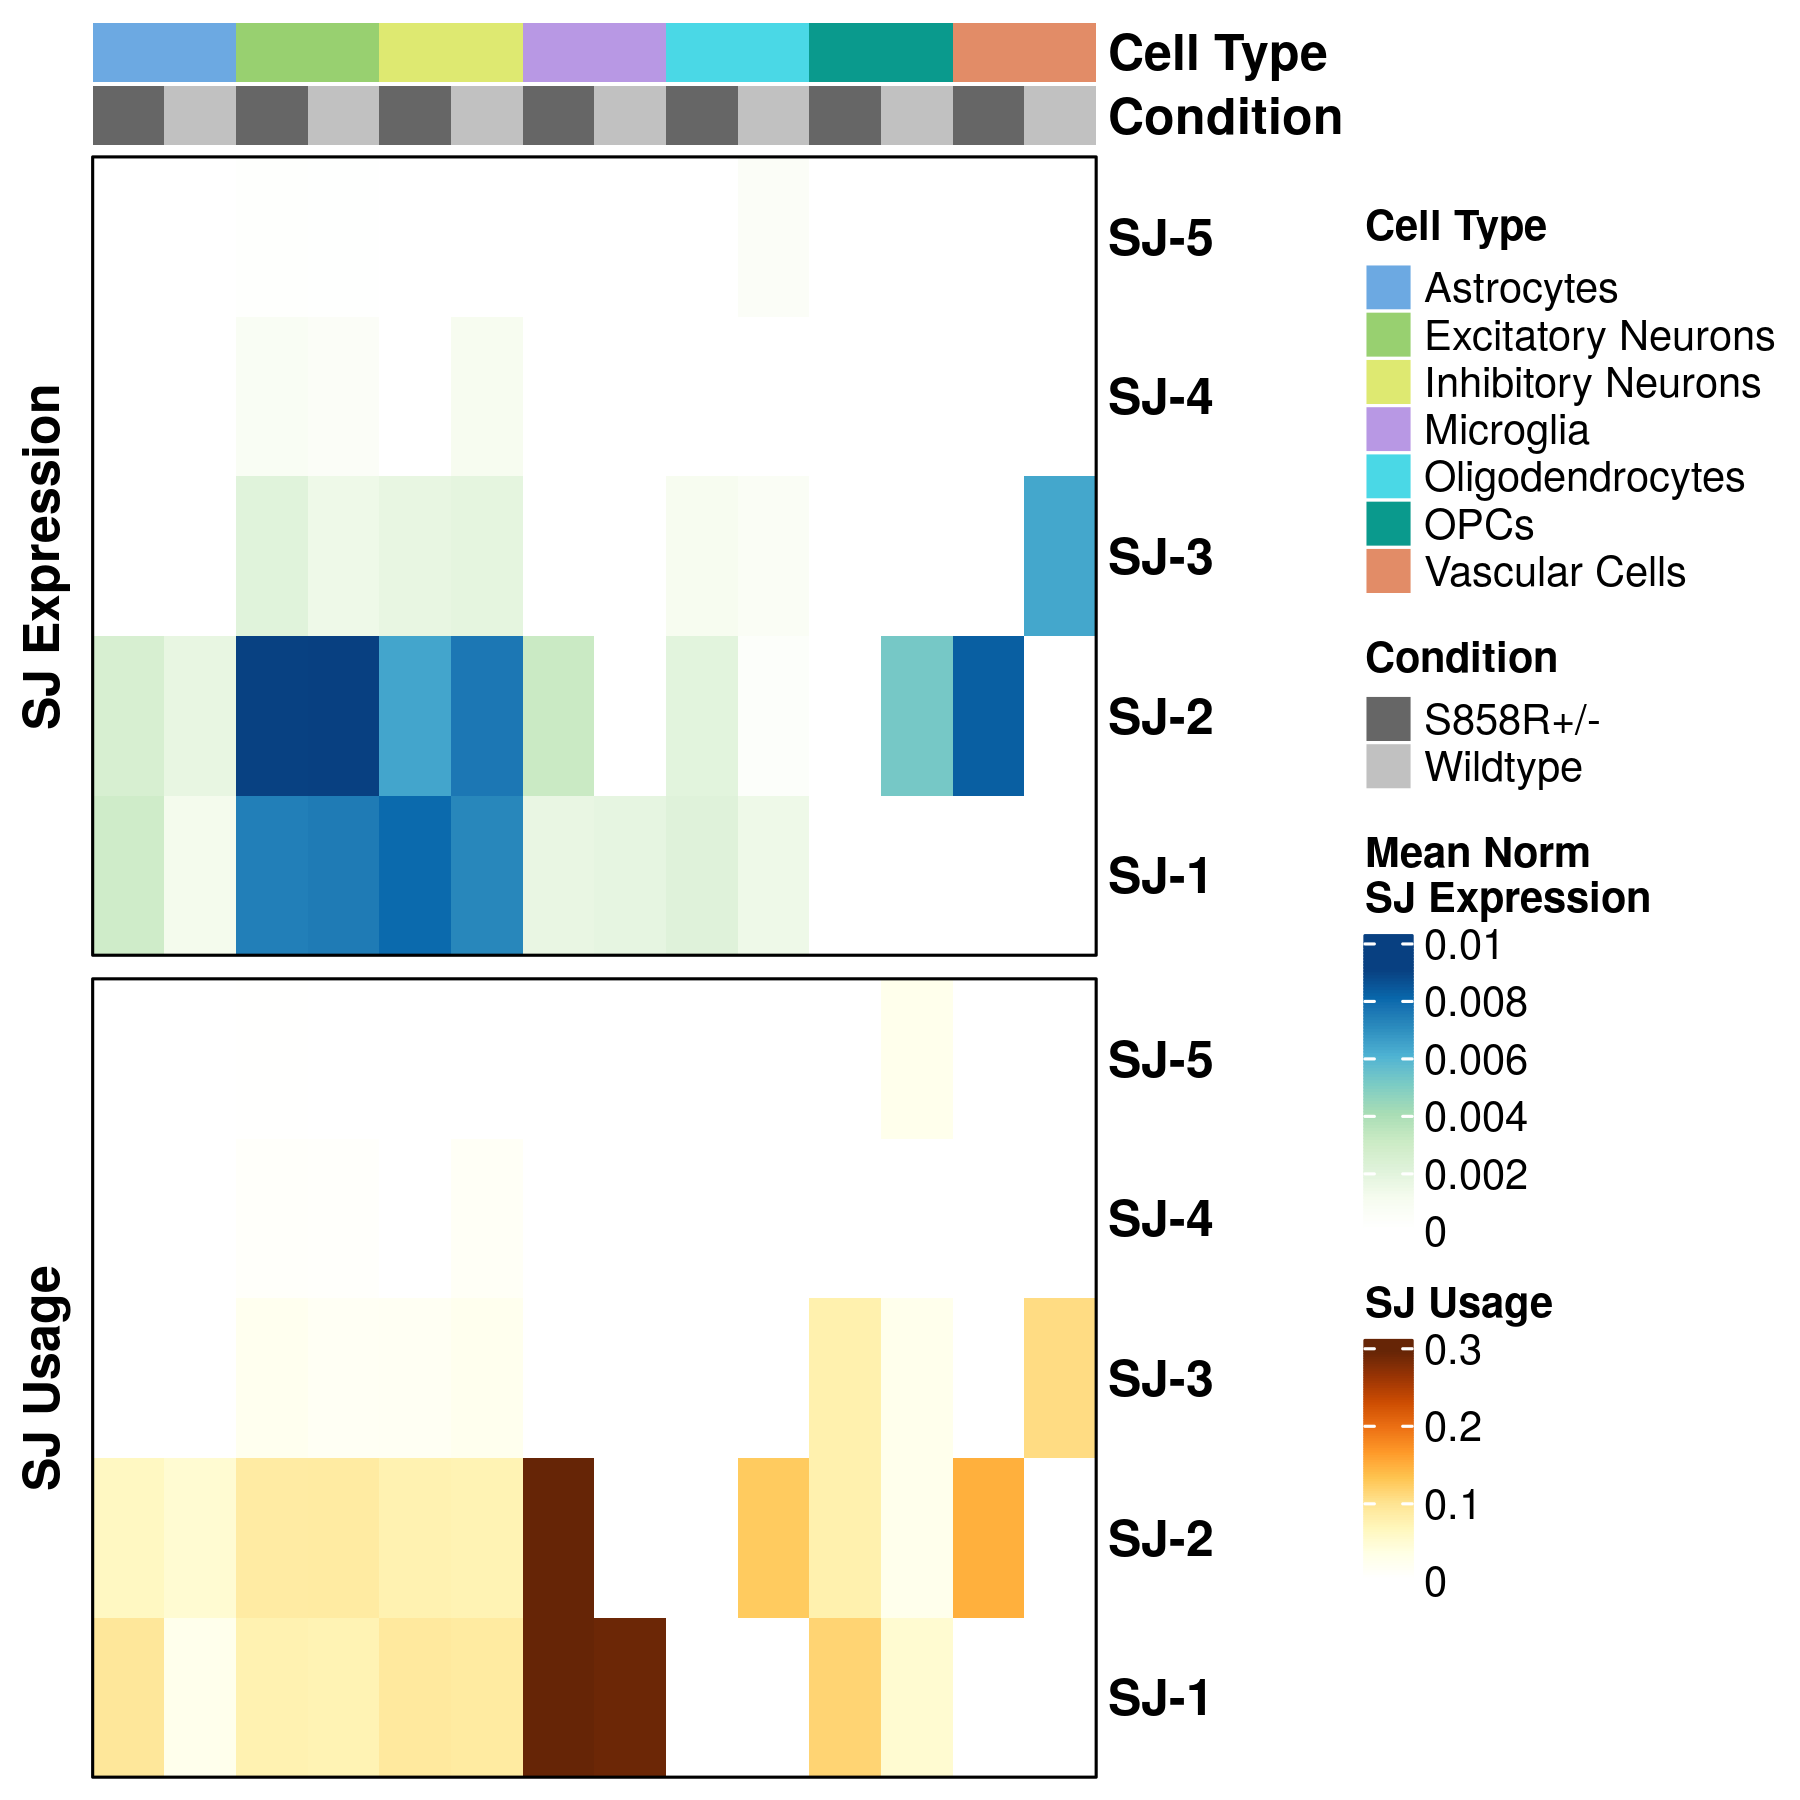 Cell Type
Condition
SJ Expression
SJ-5
SJ-4
SJ-3
SJ-2
SJ-1
SJ Usage
SJ-5
SJ-4
SJ-3
SJ-2
SJ-1
Cell Type
Astrocytes
Excitatory Neurons
Inhibitory Neurons
Microglia
Oligodendrocytes
OPCs
Vascular Cells
Condition
S858R+/-
Wildtype
Mean Norm
SJ Expression
0.01
0.008
0.006
0.004
0.002
0
SJ Usage
0.3
0.2
0.1
0